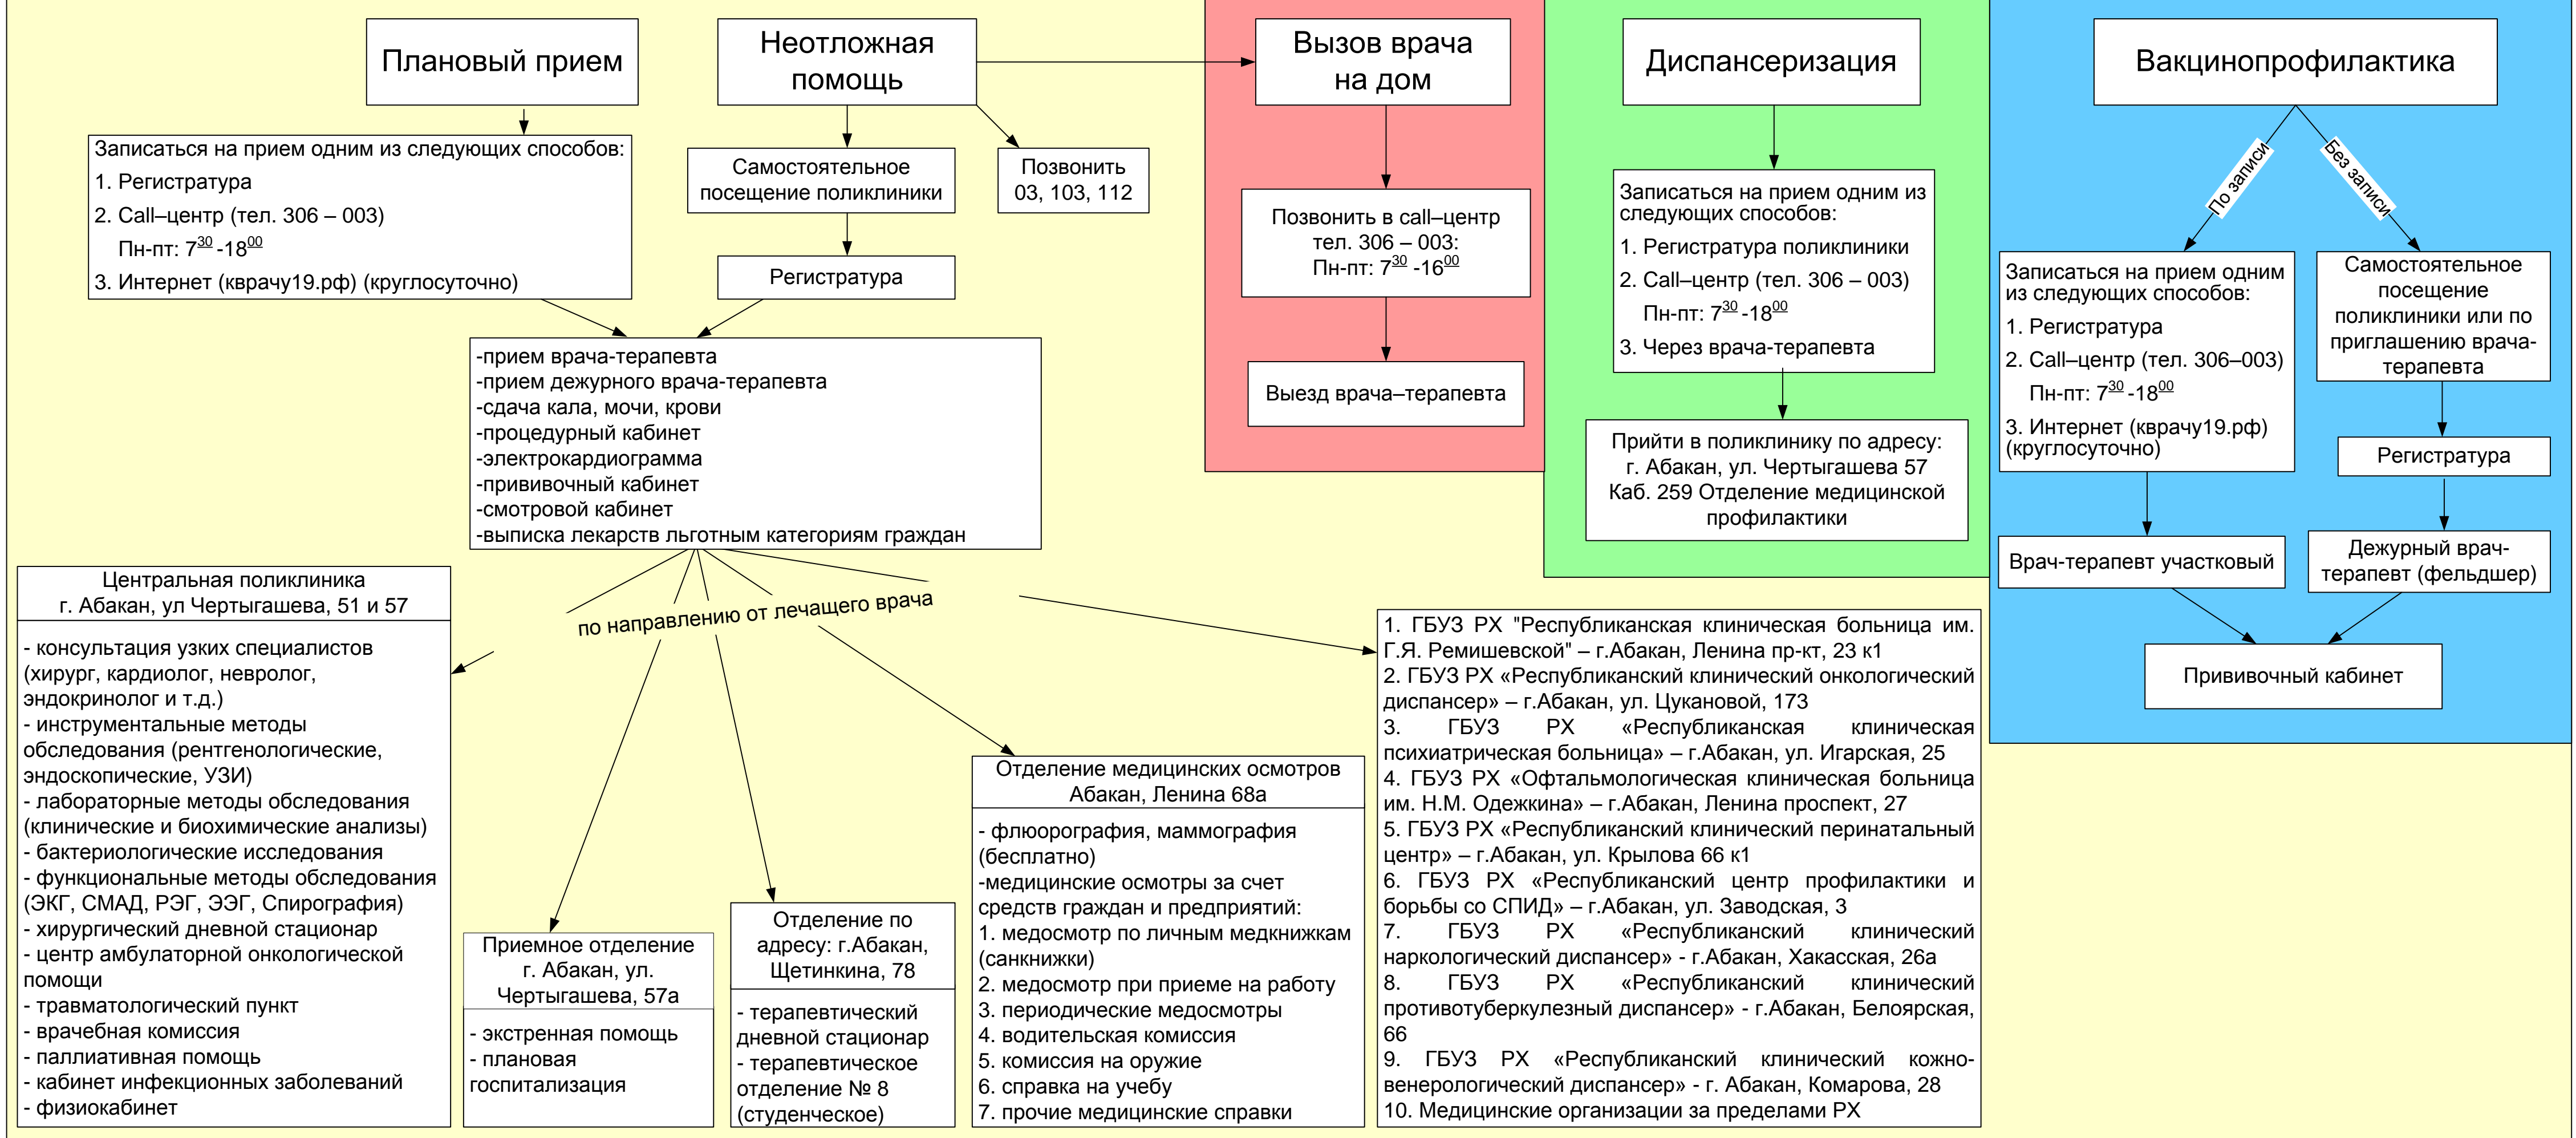 Плановый прием
Записаться на прием одним из следующих способов:
1. Регистратура
2. Call–центр (тел. 306 – 003)
Пн-пт: 7³⁰ -18⁰⁰
3. Интернет (кврачу19.рф) (круглосуточно)
Неотложная
помощь
Самостоятельное
посещение поликлиники
Регистратура
Позвонить
03, 103, 112
-прием врача-терапевта
-прием дежурного врача-терапевта
-сдача кала, мочи, крови
-процедурный кабинет
-электрокардиограмма
-прививочный кабинет
-смотровой кабинет
-выписка лекарств льготным категориям граждан
по направлению от лечащего врача
Центральная поликлиника
г. Абакан, ул Чертыгашева, 51 и 57
- консультация узких специалистов
(хирург, кардиолог, невролог,
эндокринолог и т.д.)
- инструментальные методы
обследования (рентгенологические,
эндоскопические, УЗИ)
- лабораторные методы обследования
(клинические и биохимические анализы)
- бактериологические исследования
- функциональные методы обследования
(ЭКГ, СМАД, РЭГ, ЭЭГ, Спирография)
- хирургический дневной стационар
- центр амбулаторной онкологической
помощи
- травматологический пункт
- врачебная комиссия
- паллиативная помощь
- кабинет инфекционных заболеваний
- физиокабинет
Приемное отделение
г. Абакан, ул.
Чертыгашева, 57а
- экстренная помощь
- плановая
госпитализация
Отделение по
адресу: г.Абакан,
Щетинкина, 78
- терапевтический
дневной стационар
- терапевтическое
отделение № 8
(студенческое)
Отделение медицинских осмотров
Абакан, Ленина 68а
- флюорография, маммография
(бесплатно)
-медицинские осмотры за счет
средств граждан и предприятий:
1. медосмотр по личным медкнижкам
(санкнижки)
2. медосмотр при приеме на работу
3. периодические медосмотры
4. водительская комиссия
5. комиссия на оружие
6. справка на учебу
7. прочие медицинские справки
1. ГБУЗ РХ "Республиканская клиническая больница им.
Г.Я. Ремишевской" – г.Абакан, Ленина пр-кт, 23 к1
2. ГБУЗ РХ «Республиканский клинический онкологический
диспансер» – г.Абакан, ул. Цукановой, 173
3. ГБУЗ РХ «Республиканская клиническая
психиатрическая больница» – г.Абакан, ул. Игарская, 25
4. ГБУЗ РХ «Офтальмологическая клиническая больница
им. Н.М. Одежкина» – г.Абакан, Ленина проспект, 27
5. ГБУЗ РХ «Республиканский клинический перинатальный
центр» – г.Абакан, ул. Крылова 66 к1
6. ГБУЗ РХ «Республиканский центр профилактики и
борьбы со СПИД» – г.Абакан, ул. Заводская, 3
7. ГБУЗ РХ «Республиканский клинический
наркологический диспансер» - г.Абакан, Хакасская, 26а
8. ГБУЗ РХ «Республиканский клинический
противотуберкулезный диспансер» - г.Абакан, Белоярская,
66
9. ГБУЗ РХ «Республиканский клинический кожно-
венерологический диспансер» - г. Абакан, Комарова, 28
10. Медицинские организации за пределами РХ
Вызов врача
на дом
Позвонить в call–центр
тел. 306 – 003:
Пн-пт: 7³⁰ -16⁰⁰
Выезд врача–терапевта
Диспансеризация
Записаться на прием одним из
следующих способов:
1. Регистратура поликлиники
2. Call–центр (тел. 306 – 003)
Пн-пт: 7³⁰ -18⁰⁰
3. Через врача-терапевта
Прийти в поликлинику по адресу:
г. Абакан, ул. Чертыгашева 57
Каб. 259 Отделение медицинской
профилактики
Вакцинопрофилактика
По записи
Без записи
Записаться на прием одним
из следующих способов:
1. Регистратура
2. Call–центр (тел. 306–003)
Пн-пт: 7³⁰ -18⁰⁰
3. Интернет (кврачу19.рф)
(круглосуточно)
Врач-терапевт участковый
Самостоятельное
посещение
поликлиники или по
приглашению врача-
терапевта
Регистратура
Дежурный врач-
терапевт (фельдшер)
Прививочный кабинет